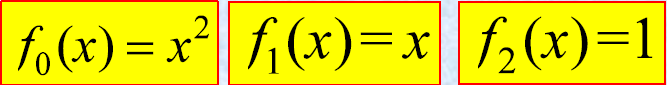 f₀(x) = x² f₁(x) = x f₂(x) = 1